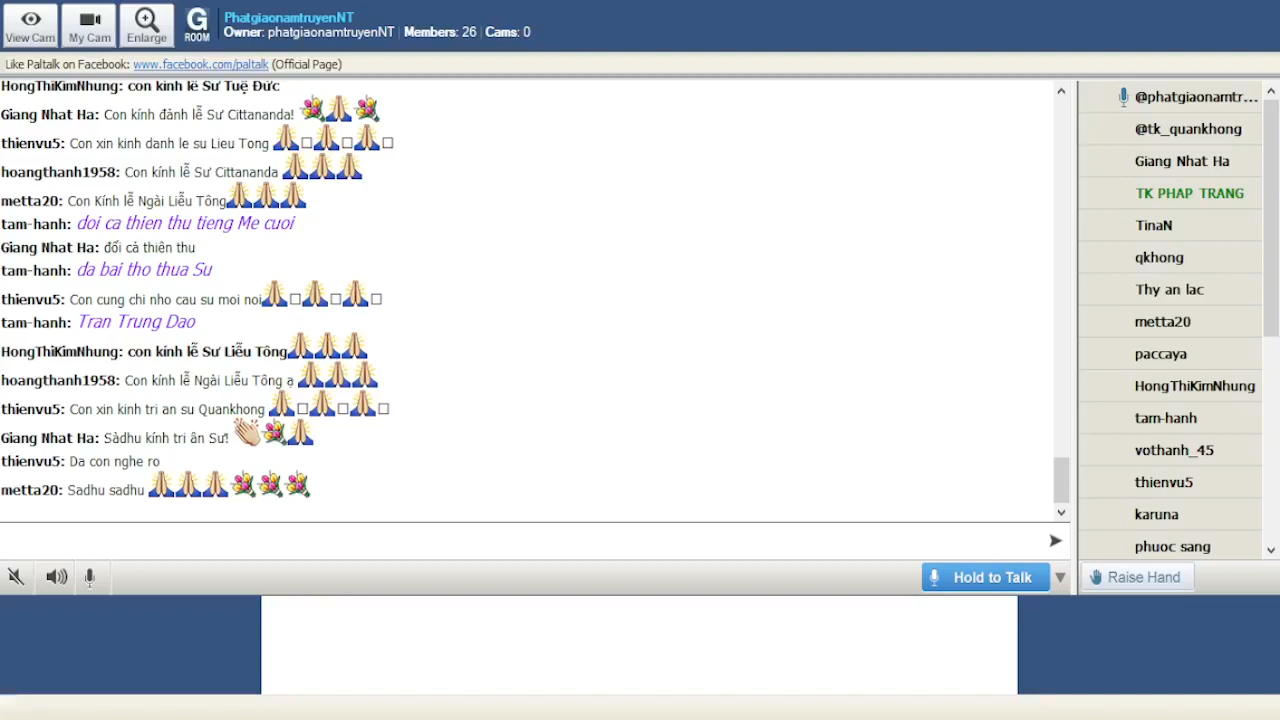 View Cam
My Cam
Enlarge
G ROOM
PhatgiaonamtruyenNT
Owner: phatgiaonamtruyenNT | Members: 26 | Cams: 0
Like Paltalk on Facebook: www.facebook.com/paltalk (Official Page)
HongThiKimNhung: con kính lễ Sư Tuệ Đức
Giang Nhat Ha: Con kính đảnh lễ Sư Cittananda!
thienvu5: Con xin kinh danh le su Lieu Tong
hoangthanh1958: Con kính lễ Sư Cittananda
metta20: Con Kính lễ Ngài Liễu Tông
tam-hanh: doi ca thien thu tieng Me cuoi
Giang Nhat Ha: đổi cả thiên thu
tam-hanh: da bai tho thua Su
thienvu5: Con cung chi nho cau su moi noi
tam-hanh: Tran Trung Dao
HongThiKimNhung: con kính lễ Sư Liễu Tông
hoangthanh1958: Con kính lễ Ngài Liễu Tông ạ
thienvu5: Con xin kinh tri an su Quankhong
Giang Nhat Ha: Sàdhu kính tri ân Sư!
thienvu5: Da con nghe ro
metta20: Sadhu sadhu
@phatgiaonamtr...
@tk_quankhong
Giang Nhat Ha
TK PHAP TRANG
TinaN
qkhong
Thy an lac
metta20
paccaya
HongThiKimNhung
tam-hanh
vothanh_45
thienvu5
karuna
phuoc sang
Hold to Talk
Raise Hand